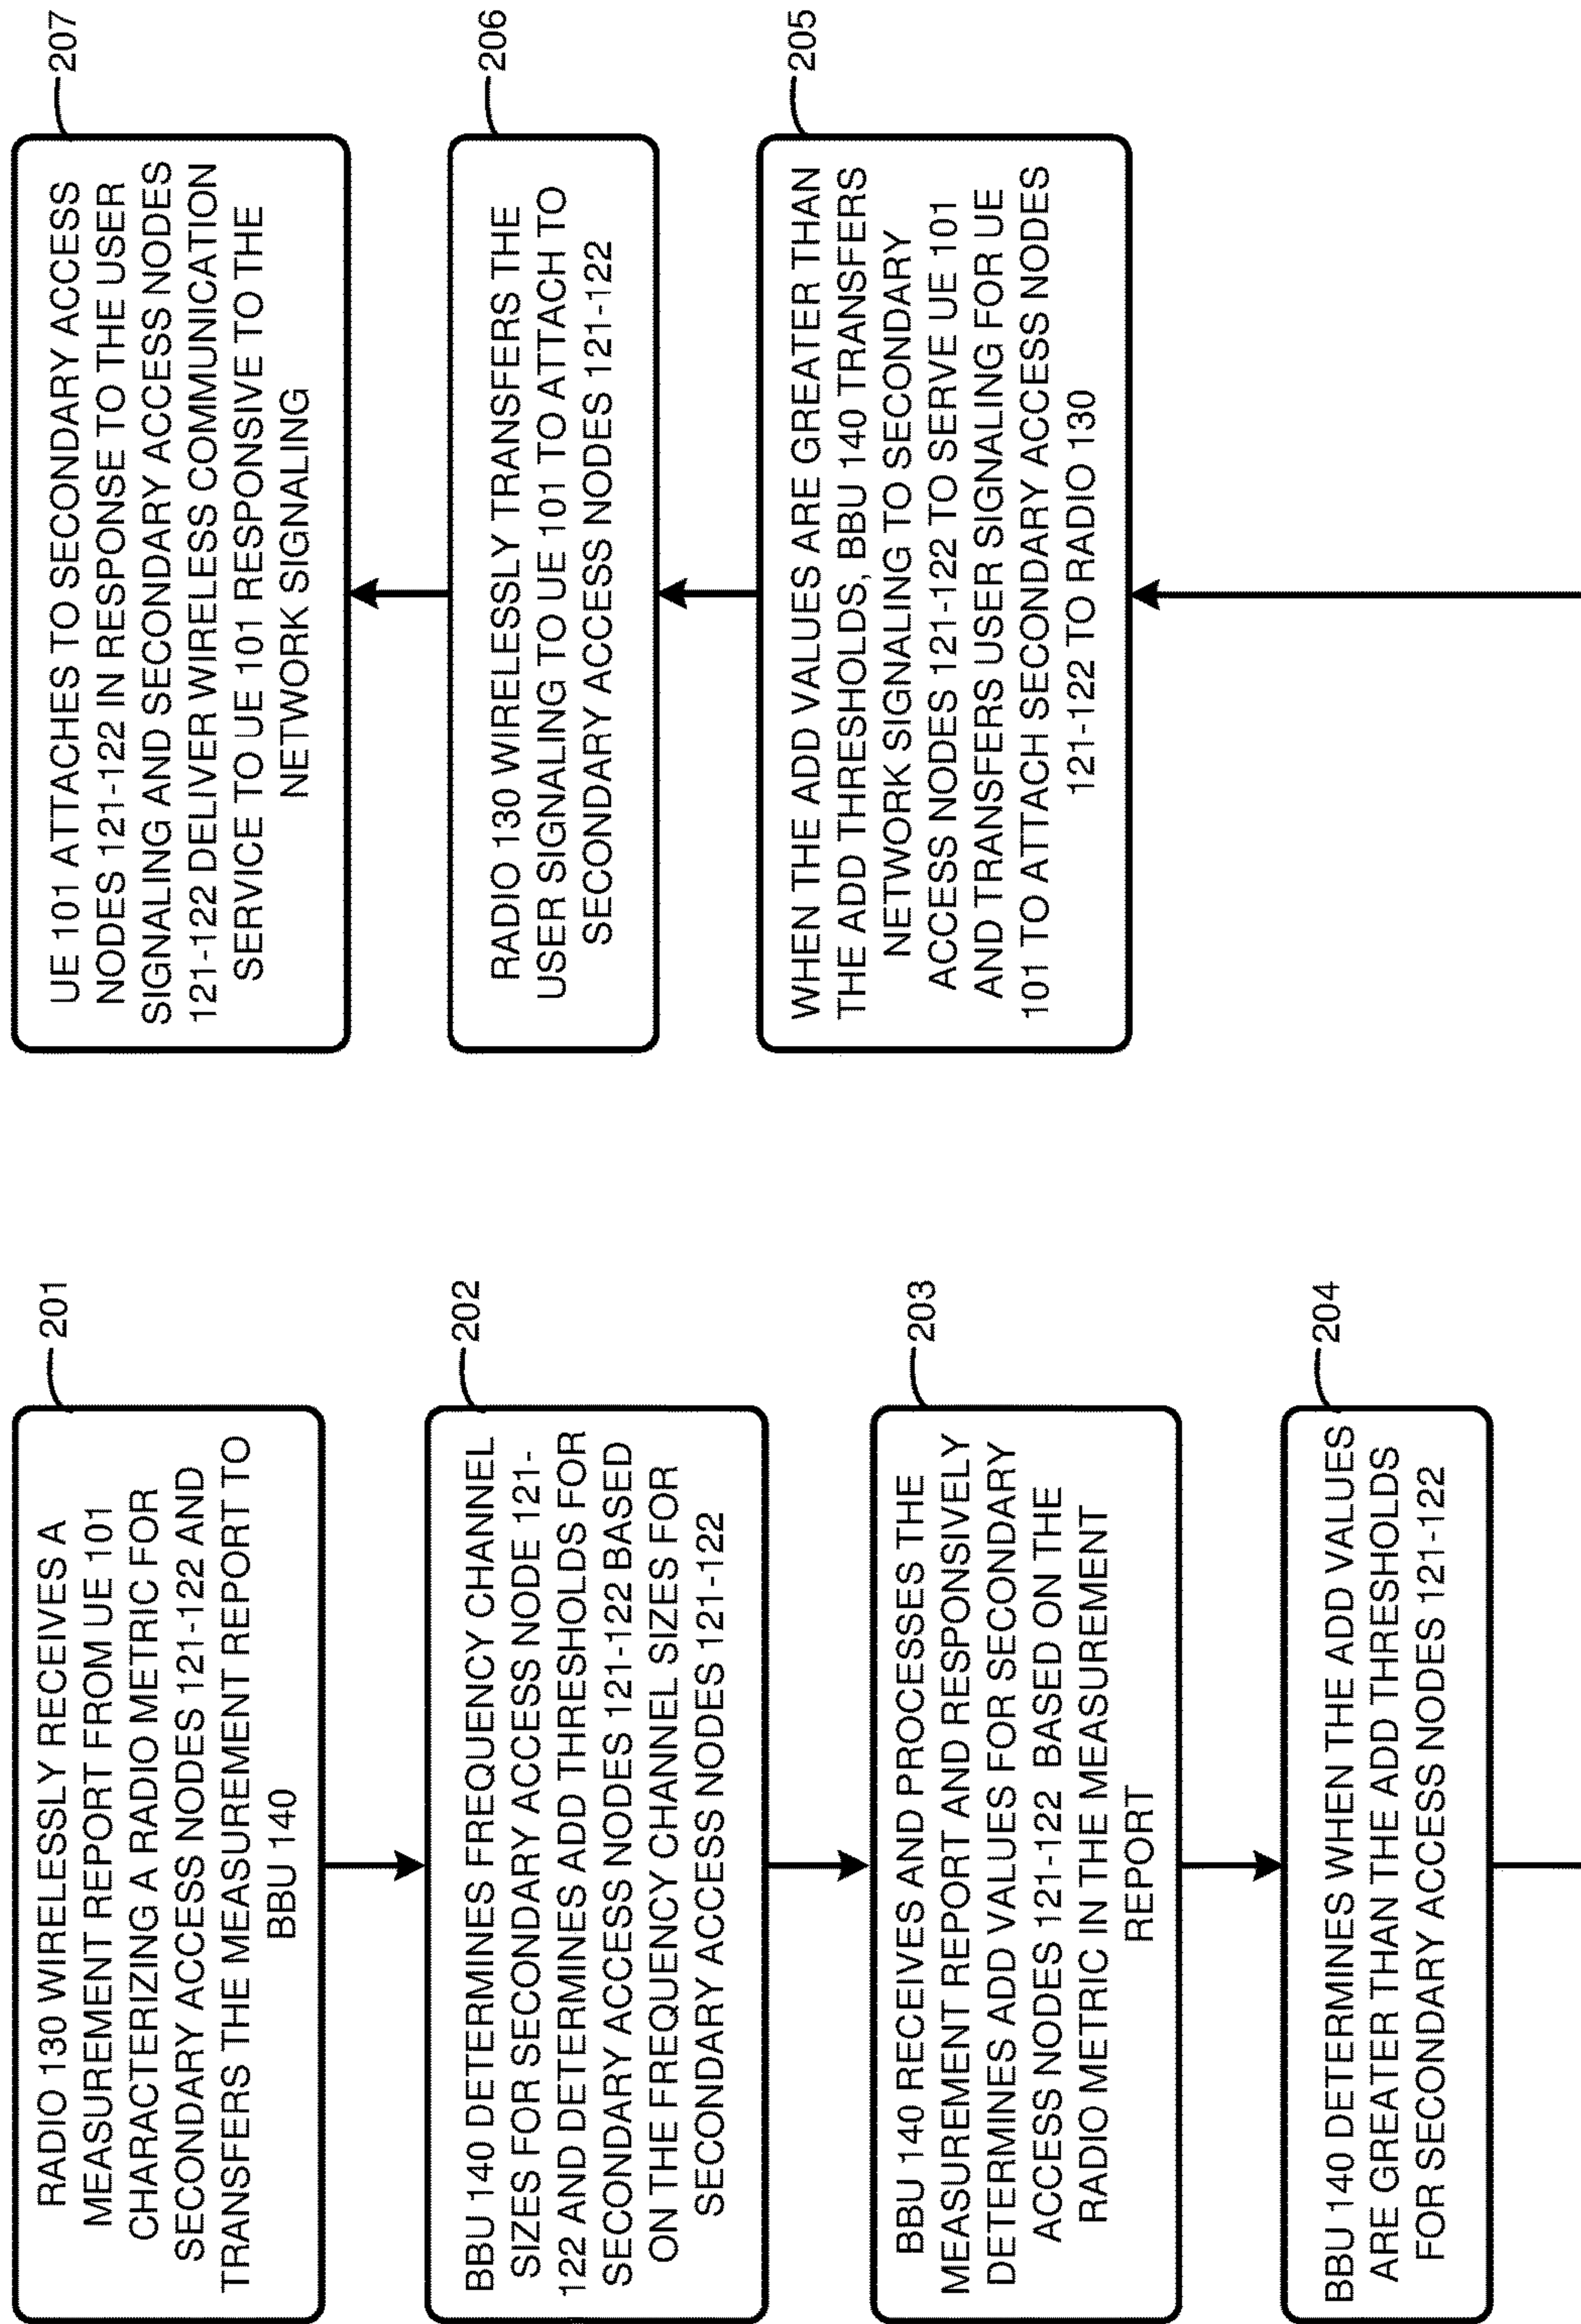 RADIO 130 WIRELESSLY RECEIVES A
MEASUREMENT REPORT FROM UE 101
CHARACTERIZING A RADIO METRIC FOR
SECONDARY ACCESS NODES 121-122 AND
TRANSFERS THE MEASUREMENT REPORT TO
BBU 140
201
BBU 140 DETERMINES FREQUENCY CHANNEL
SIZES FOR SECONDARY ACCESS NODE 121-
122 AND DETERMINES ADD THRESHOLDS FOR
SECONDARY ACCESS NODES 121-122 BASED
ON THE FREQUENCY CHANNEL SIZES FOR
SECONDARY ACCESS NODES 121-122
202
BBU 140 RECEIVES AND PROCESSES THE
MEASUREMENT REPORT AND RESPONSIVELY
DETERMINES ADD VALUES FOR SECONDARY
ACCESS NODES 121-122 BASED ON THE
RADIO METRIC IN THE MEASUREMENT
REPORT
203
BBU 140 DETERMINES WHEN THE ADD VALUES
ARE GREATER THAN THE ADD THRESHOLDS
FOR SECONDARY ACCESS NODES 121-122
204
WHEN THE ADD VALUES ARE GREATER THAN
THE ADD THRESHOLDS, BBU 140 TRANSFERS
NETWORK SIGNALING TO SECONDARY
ACCESS NODES 121-122 TO SERVE UE 101
AND TRANSFERS USER SIGNALING FOR UE
101 TO ATTACH SECONDARY ACCESS NODES
121-122 TO RADIO 130
205
RADIO 130 WIRELESSLY TRANSFERS THE
USER SIGNALING TO UE 101 TO ATTACH TO
SECONDARY ACCESS NODES 121-122
206
UE 101 ATTACHES TO SECONDARY ACCESS
NODES 121-122 IN RESPONSE TO THE USER
SIGNALING AND SECONDARY ACCESS NODES
121-122 DELIVER WIRELESS COMMUNICATION
SERVICE TO UE 101 RESPONSIVE TO THE
NETWORK SIGNALING
207